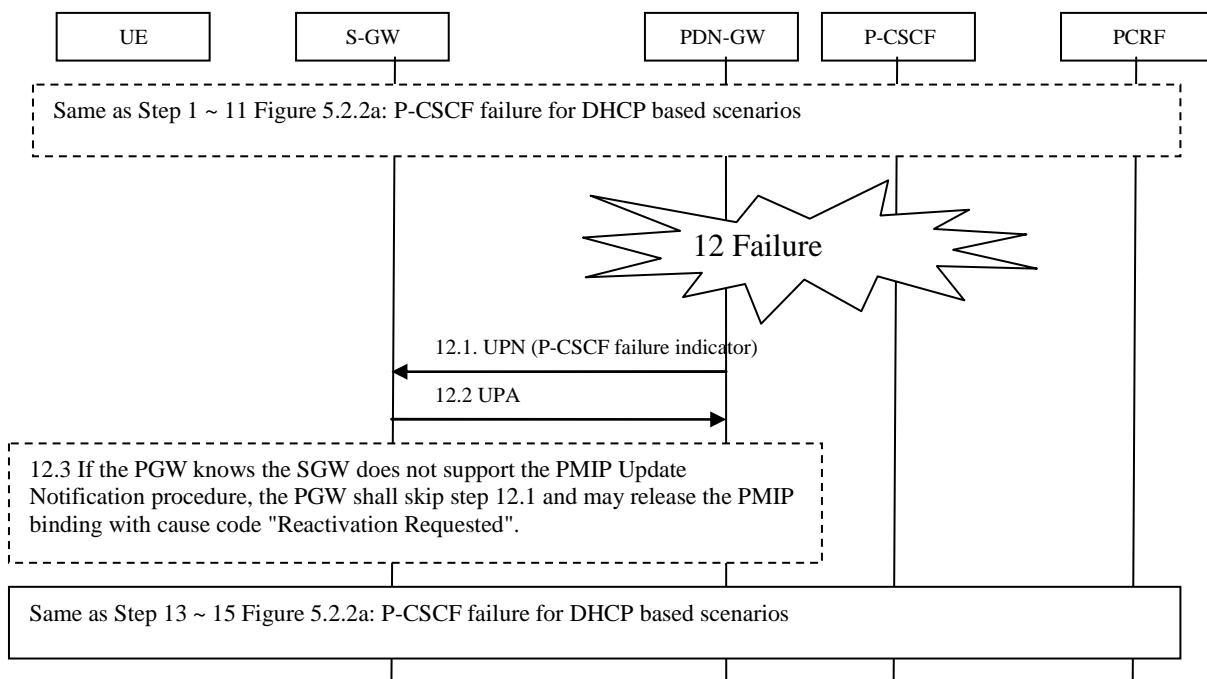 UE
S-GW
PDN-GW
P-CSCF
PCRF
Same as Step 1 ~ 11 Figure 5.2.2a: P-CSCF failure for DHCP based scenarios
12 Failure
12.1. UPN (P-CSCF failure indicator)
12.2 UPA
12.3 If the PGW knows the SGW does not support the PMIP Update
Notification procedure, the PGW shall skip step 12.1 and may release the PMIP
binding with cause code "Reactivation Requested".
Same as Step 13 ~ 15 Figure 5.2.2a: P-CSCF failure for DHCP based scenarios